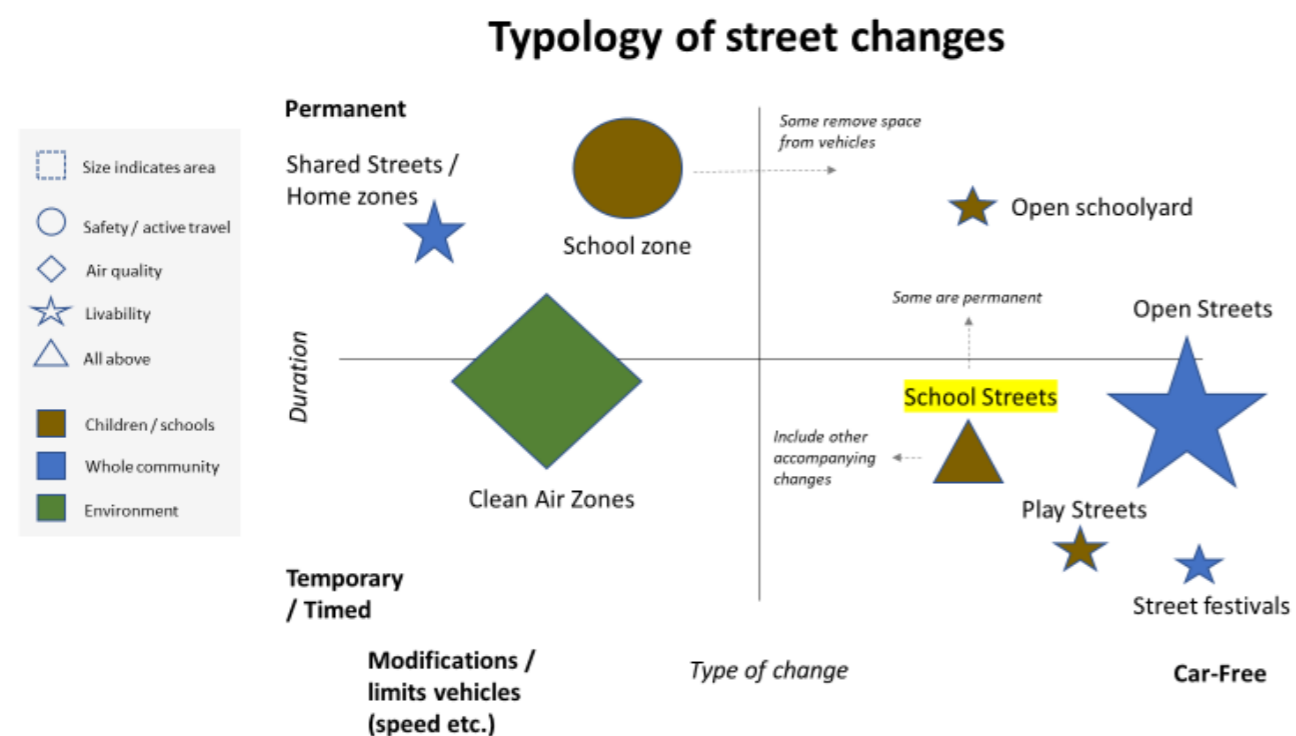 Typology of street changes
Size indicates area
Safety / active travel
Air quality
Livability
All above
Children / schools
Whole community
Environment
Permanent
Shared Streets /
Home zones
School zone
Some remove space
from vehicles
Open schoolyard
Some are permanent
Open Streets
Duration
School Streets
Include other
accompanying
changes
Clean Air Zones
Play Streets
Street festivals
Temporary
/ Timed
Modifications /
limits vehicles
(speed etc.)
Type of change
Car-Free